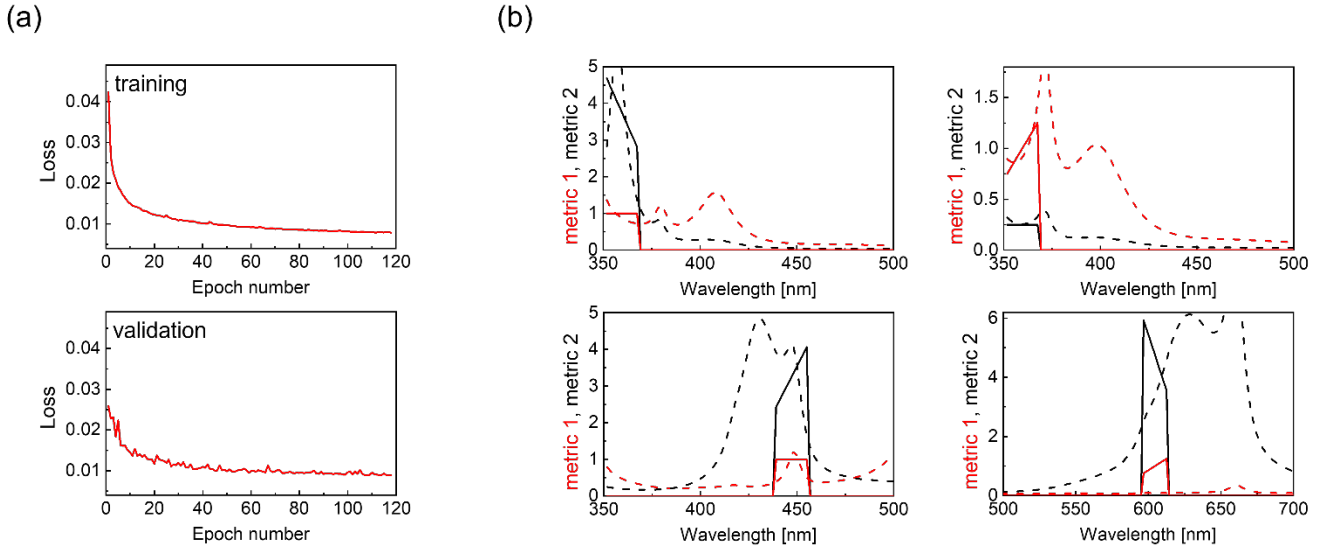 (a)
(b)
training
0.04
0.03
0.02
0.01
Loss
0 20 40 60 80 100 120
Epoch number
validation
0.04
0.03
0.02
0.01
Loss
0 20 40 60 80 100 120
Epoch number
metric 1, metric 2
5
4
3
2
1
0
350 400 450 500
Wavelength [nm]
1.5
1.0
0.5
0.0
350 400 450 500
Wavelength [nm]
metric 1, metric 2
5
4
3
2
1
0
350 400 450 500
Wavelength [nm]
6
4
2
0
500 550 600 650 700
Wavelength [nm]